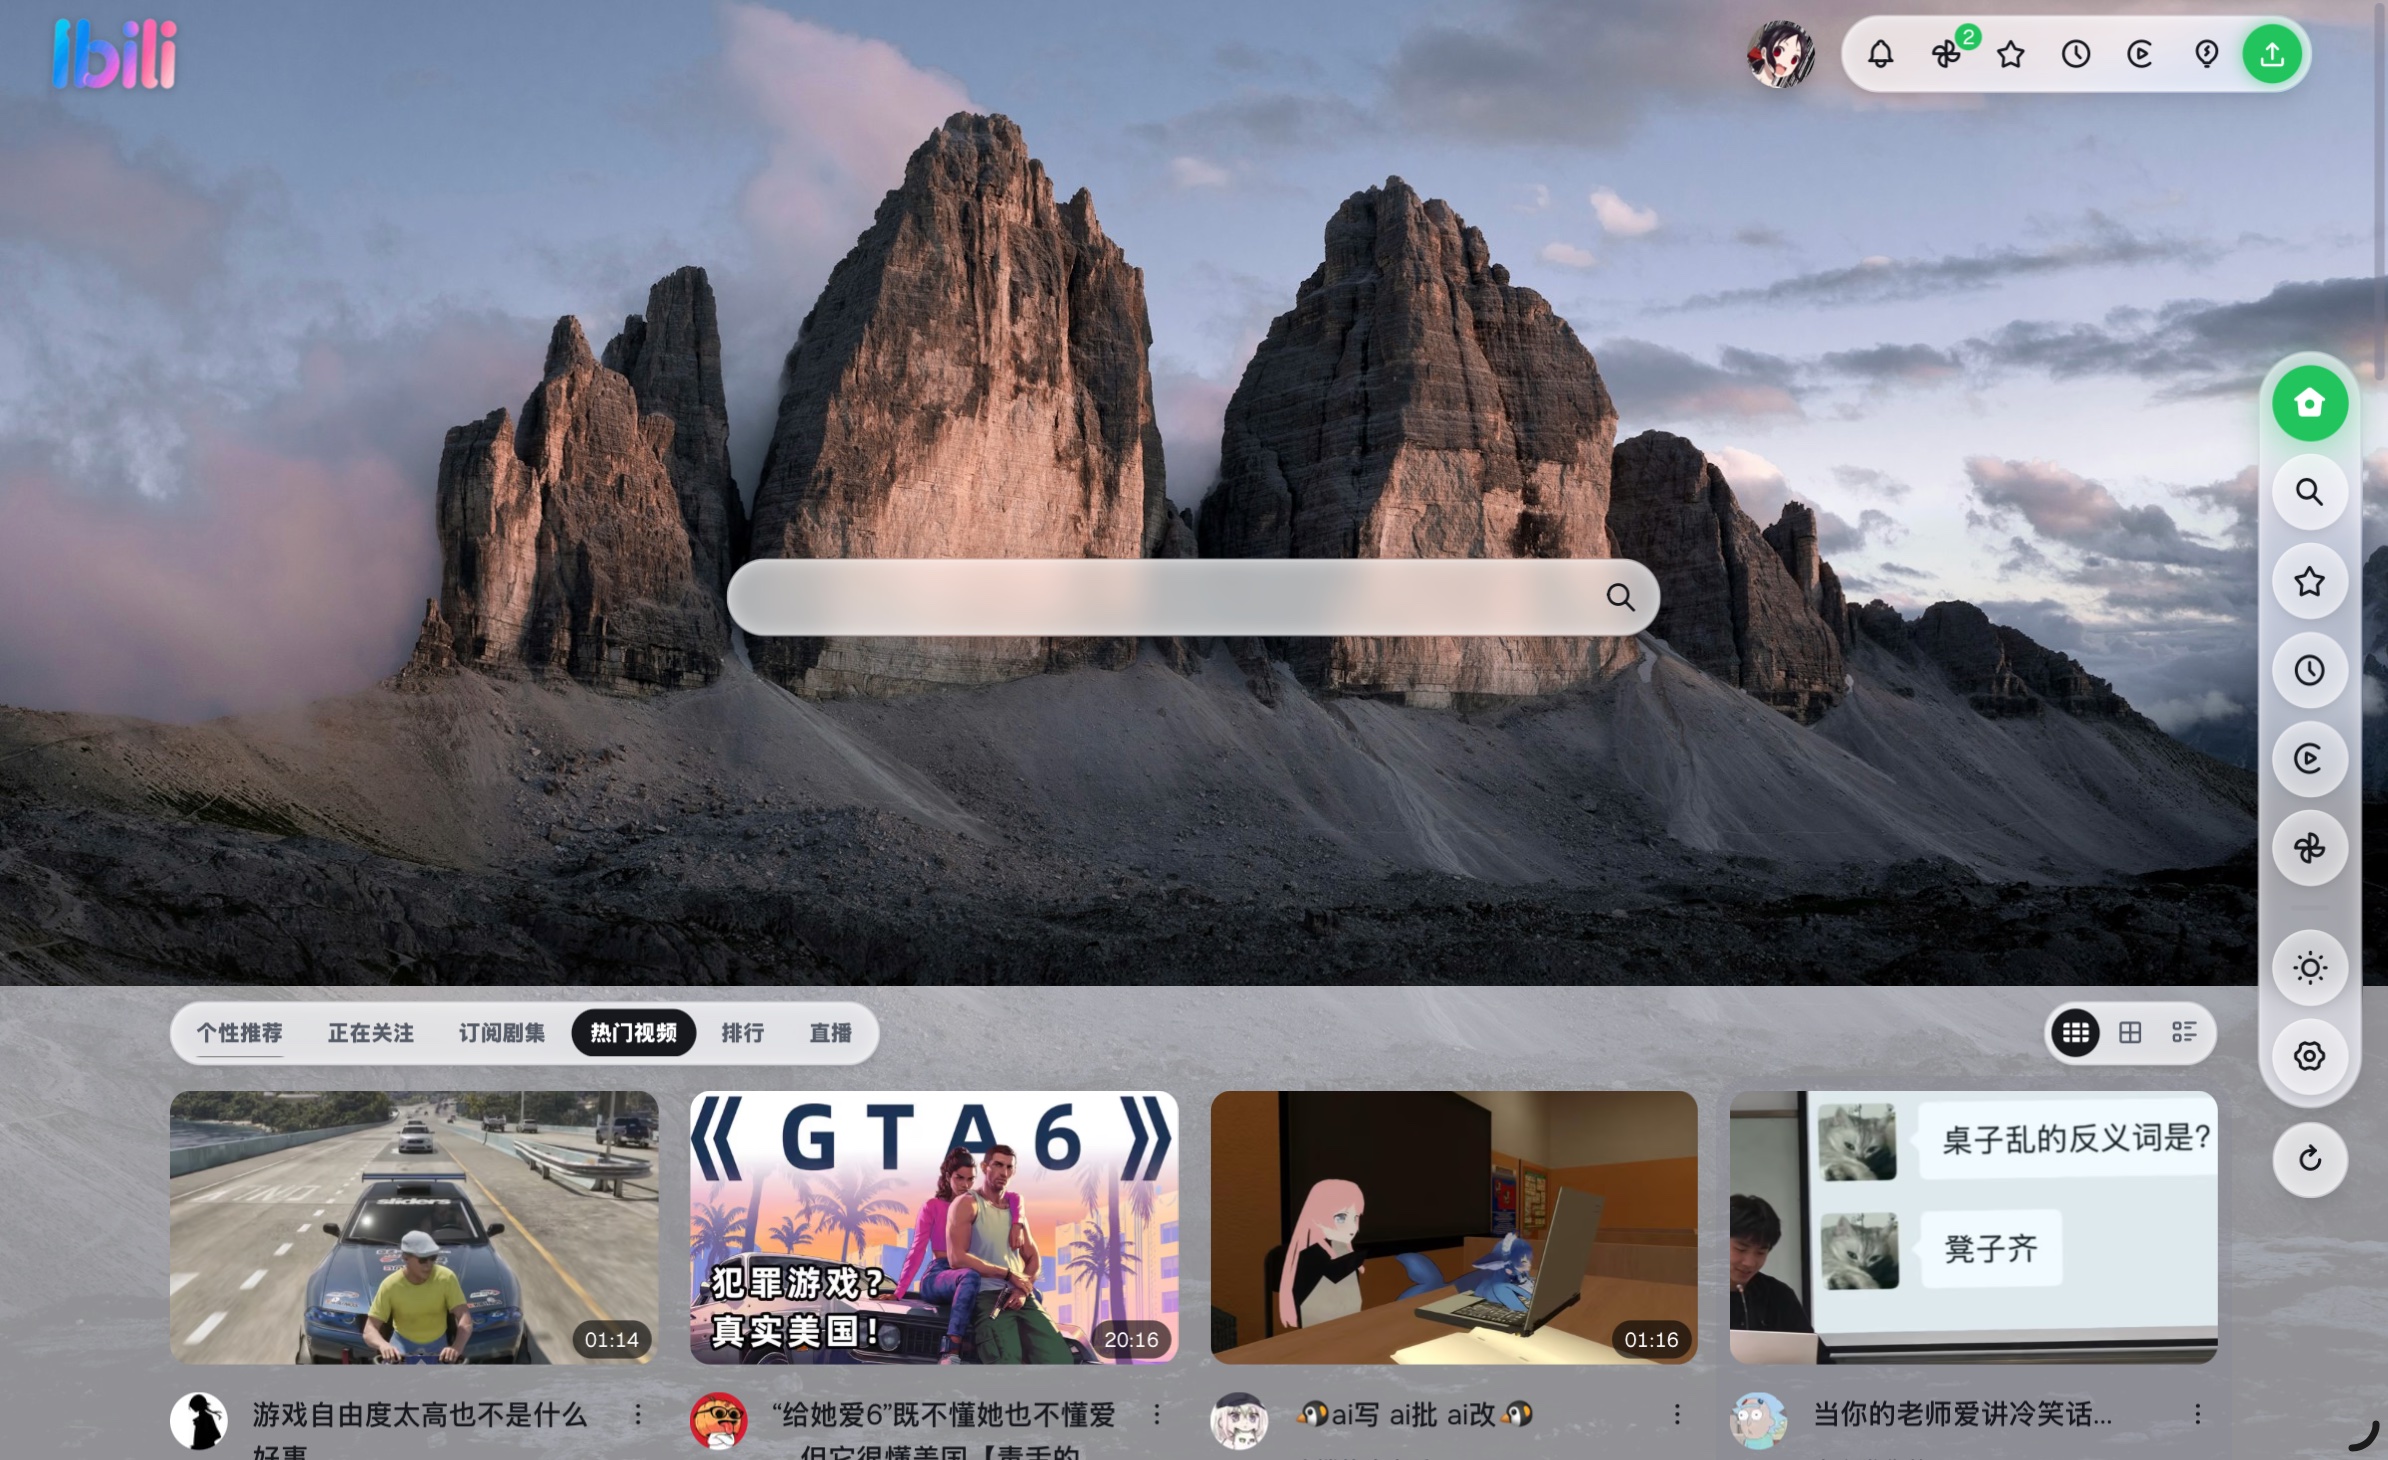 Ibili
2
个性推荐 正在关注 订阅剧集 热门视频 排行 直播
sliders
01:14
《GTA6》
犯罪游戏?
真实美国!
20:16
01:16
桌子乱的反义词是?
凳子齐
游戏自由度太高也不是什么
好事
“给她爱6”既不懂她也不懂爱
🐧ai写 ai批 ai改🐧
当你的老师爱讲冷笑话...